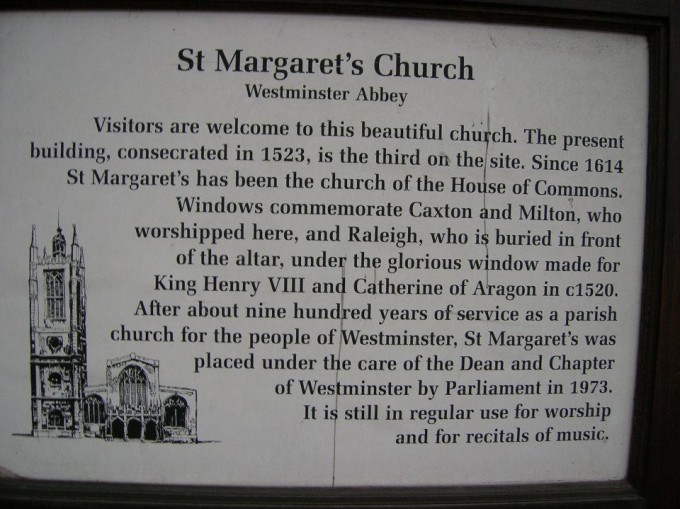 St Margaret's Church
Westminster Abbey
Visitors are welcome to this beautiful church. The present
building, consecrated in 1523, is the third on the site. Since 1614
St Margaret's has been the church of the House of Commons.
Windows commemorate Caxton and Milton, who
worshipped here, and Raleigh, who is buried in front
of the altar, under the glorious window made for
King Henry VIII and Catherine of Aragon in c1520.
After about nine hundred years of service as a parish
church for the people of Westminster, St Margaret's was
placed under the care of the Dean and Chapter
of Westminster by Parliament in 1973.
It is still in regular use for worship
and for recitals of music.